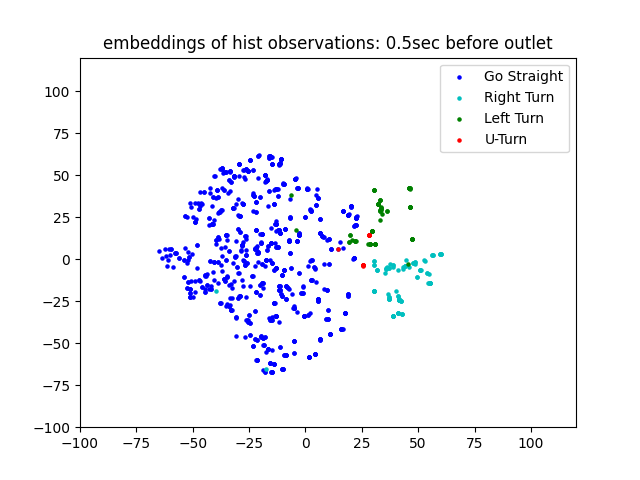 embeddings of hist observations: 0.5sec before outlet
Go Straight
Right Turn
Left Turn
U-Turn
100
75
50
25
0
−25
−50
−75
−100
−100 −75 −50 −25 0 25 50 75 100